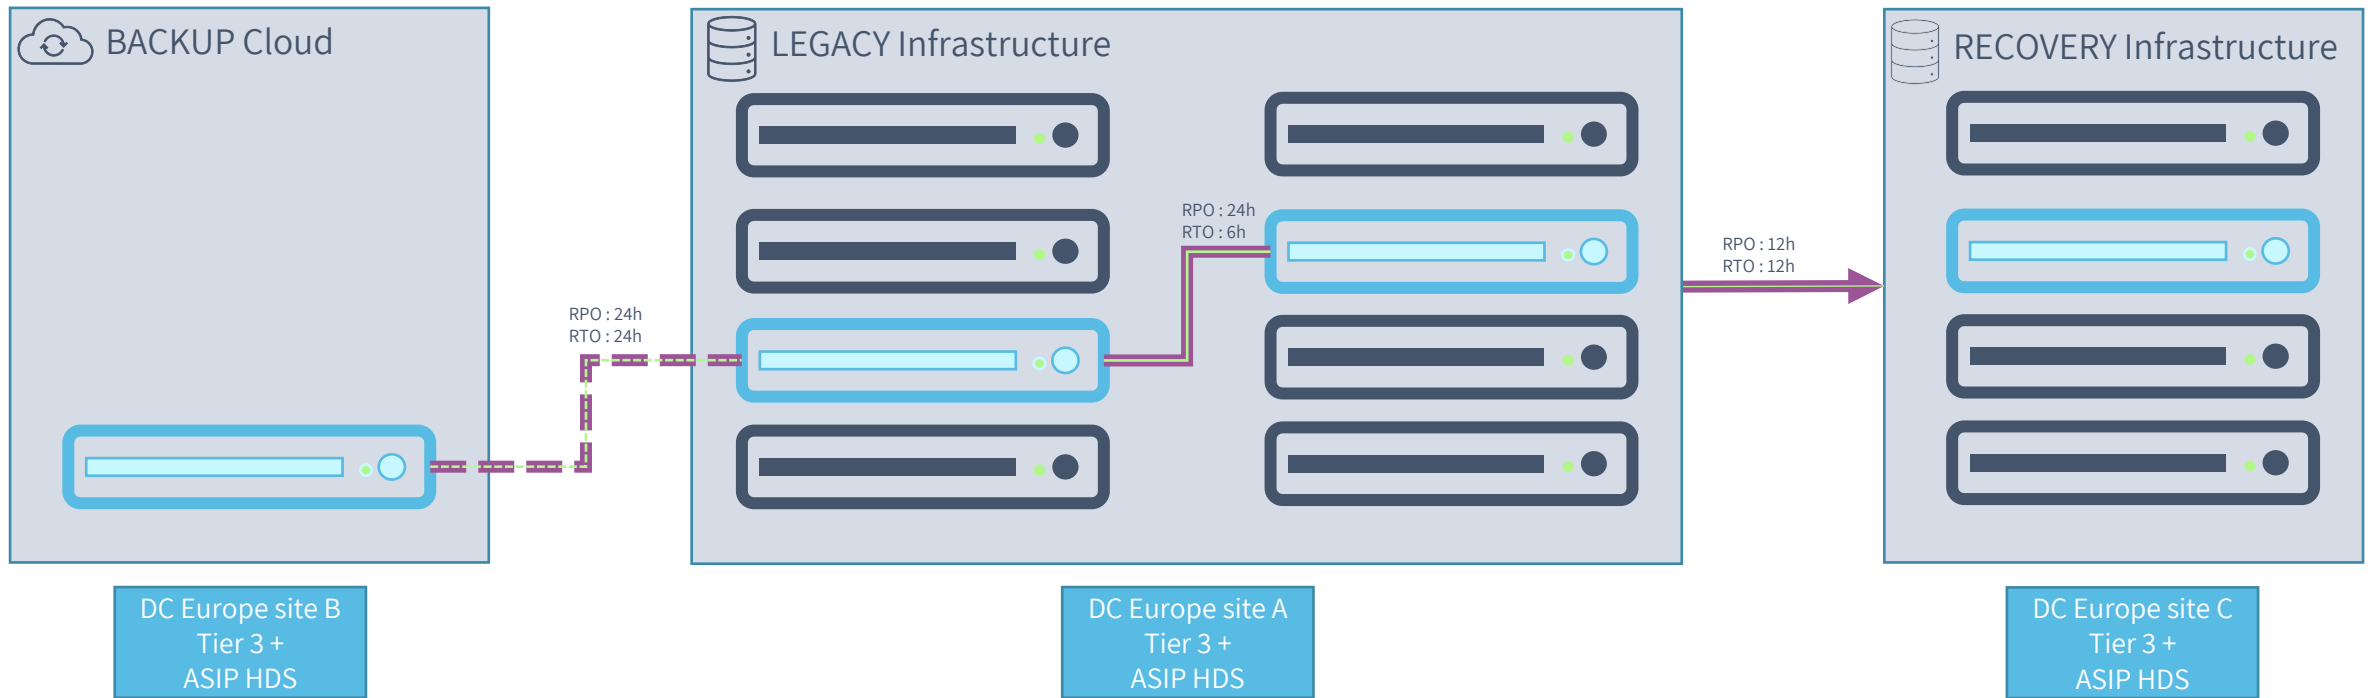 BACKUP Cloud
LEGACY Infrastructure
RECOVERY Infrastructure
RPO : 24h
RTO : 24h
RPO : 24h
RTO : 6h
RPO : 12h
RTO : 12h
DC Europe site B
Tier 3 +
ASIP HDS
DC Europe site A
Tier 3 +
ASIP HDS
DC Europe site C
Tier 3 +
ASIP HDS